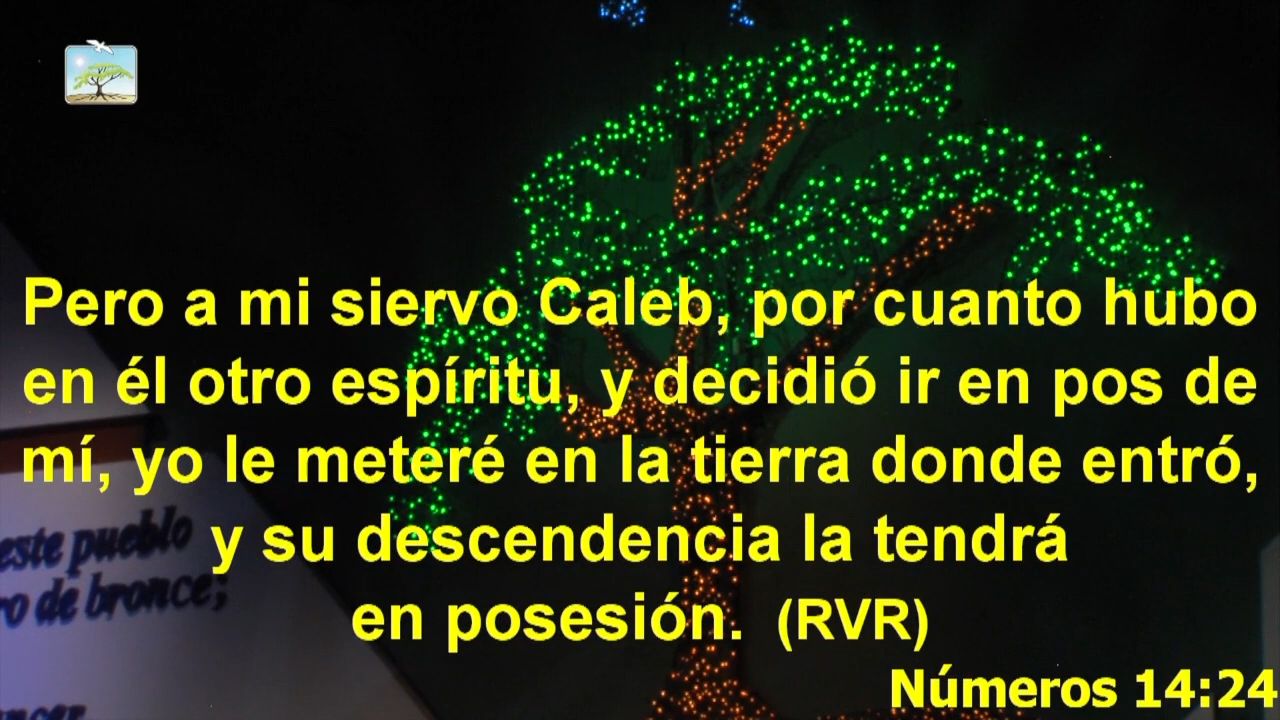 Pero a mi siervo Caleb, por cuanto hubo
en él otro espíritu, y decidió ir en pos de
mí, yo le meteré en la tierra donde entró,
y su descendencia la tendrá
en posesión. (RVR)
Números 14:24
este pueblo
de bronce;